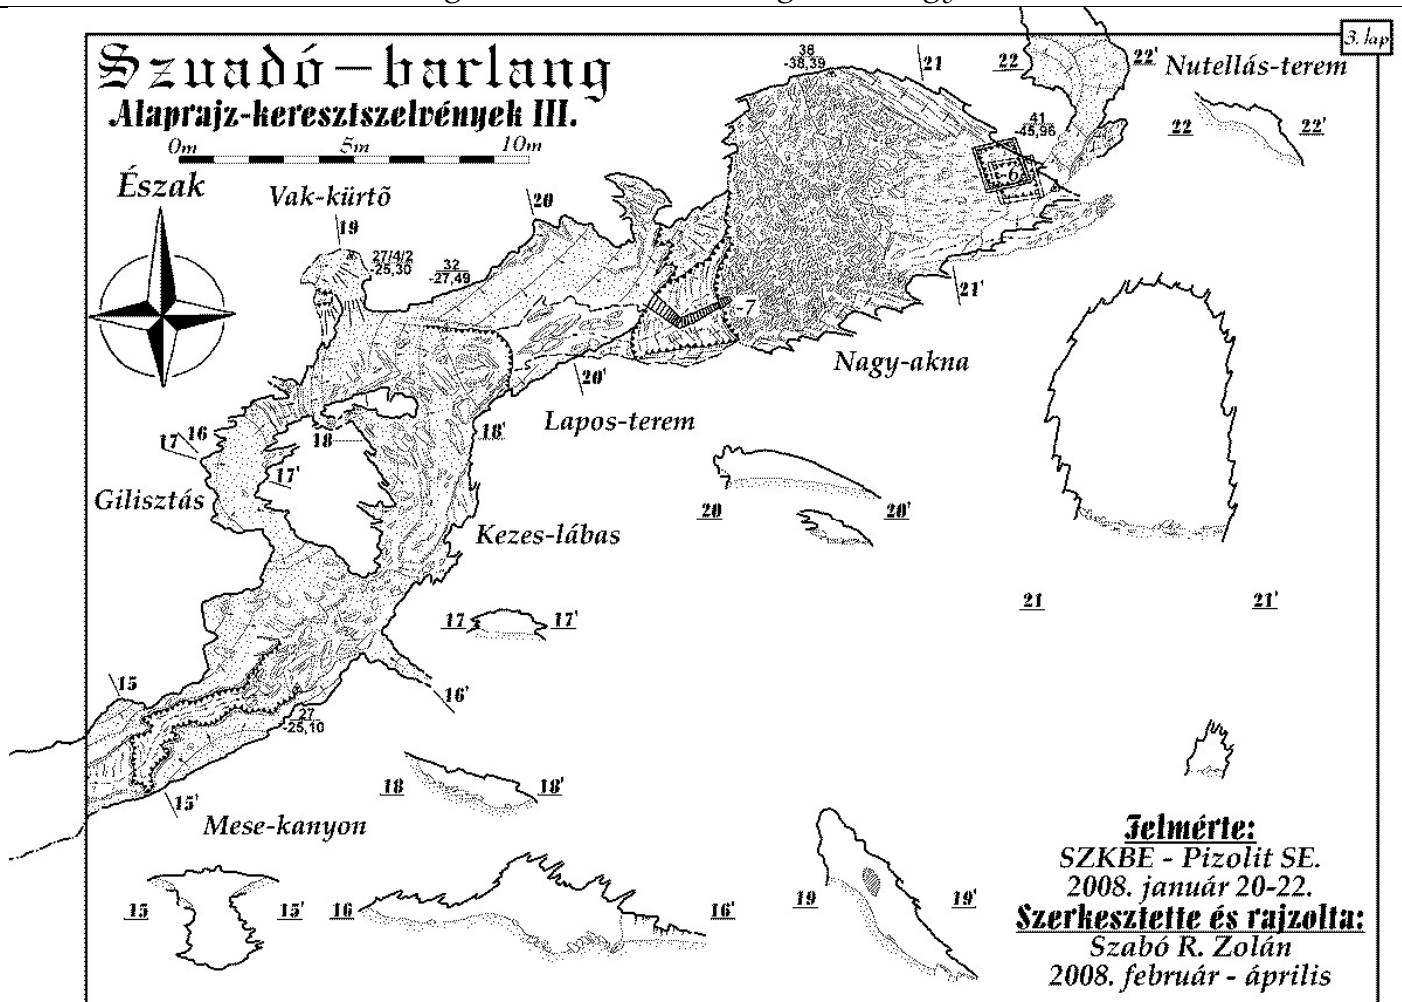 3. lap
Szuadó-barlang
Alaprajz-keresztszelvények III.
0m 5m 10m
Észak
Vak-kürtő
Nutellás-terem
38
-38,39
21
22
22'
41
-45,96
22
22'
-6
20
19
27/4/2
-25,30
32
-27,49
-7
21'
Nagy-akna
20'
Lapos-terem
18'
18
17
16
17'
Gilisztás
Kezes-lábas
20
20'
21
21'
17
17'
15
16'
27
-25,10
15'
Mese-kanyon
18
18'
15
15'
16
16'
19
19'
Felmérte:
SZKBE - Pizolit SE.
2008. január 20-22.
Szerkesztette és rajzolta:
Szabó R. Zolán
2008. február - április